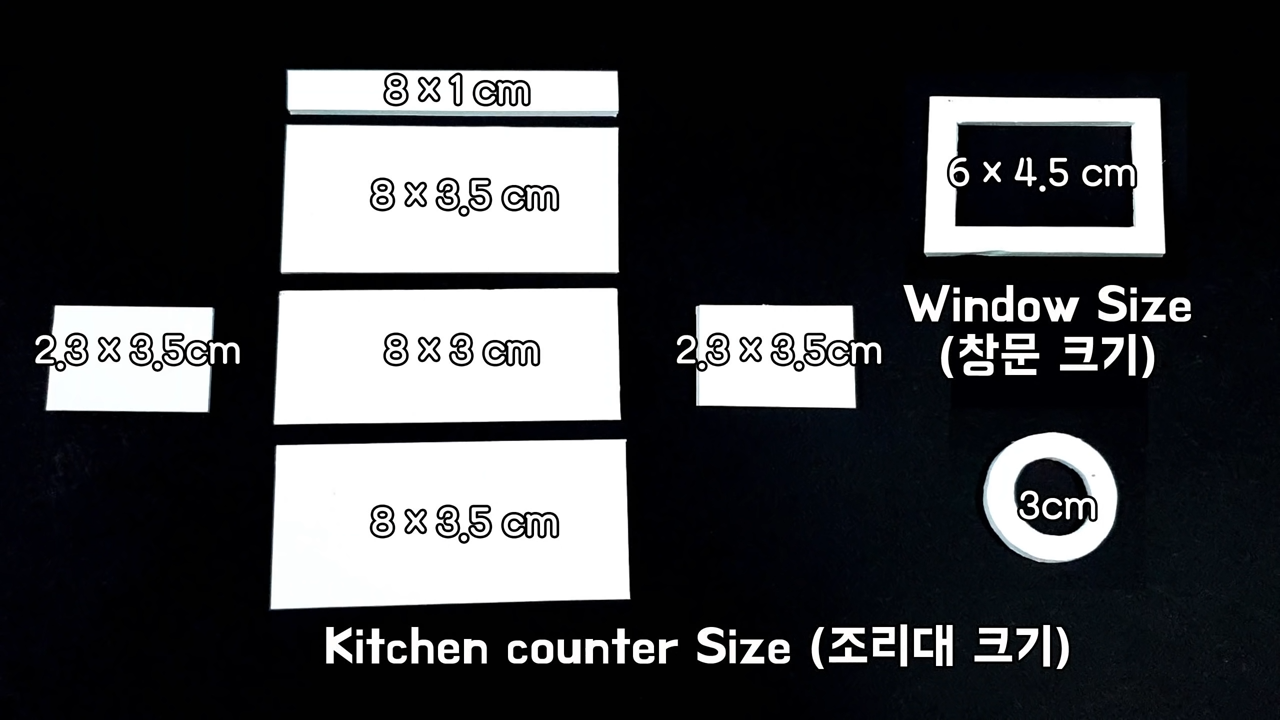 8 × 1 cm
8 × 3.5 cm
2.3 × 3.5cm
8 × 3 cm
2.3 × 3.5cm
8 × 3.5 cm
Kitchen counter Size (조리대 크기)
6 × 4.5 cm
Window Size
(창문 크기)
3cm